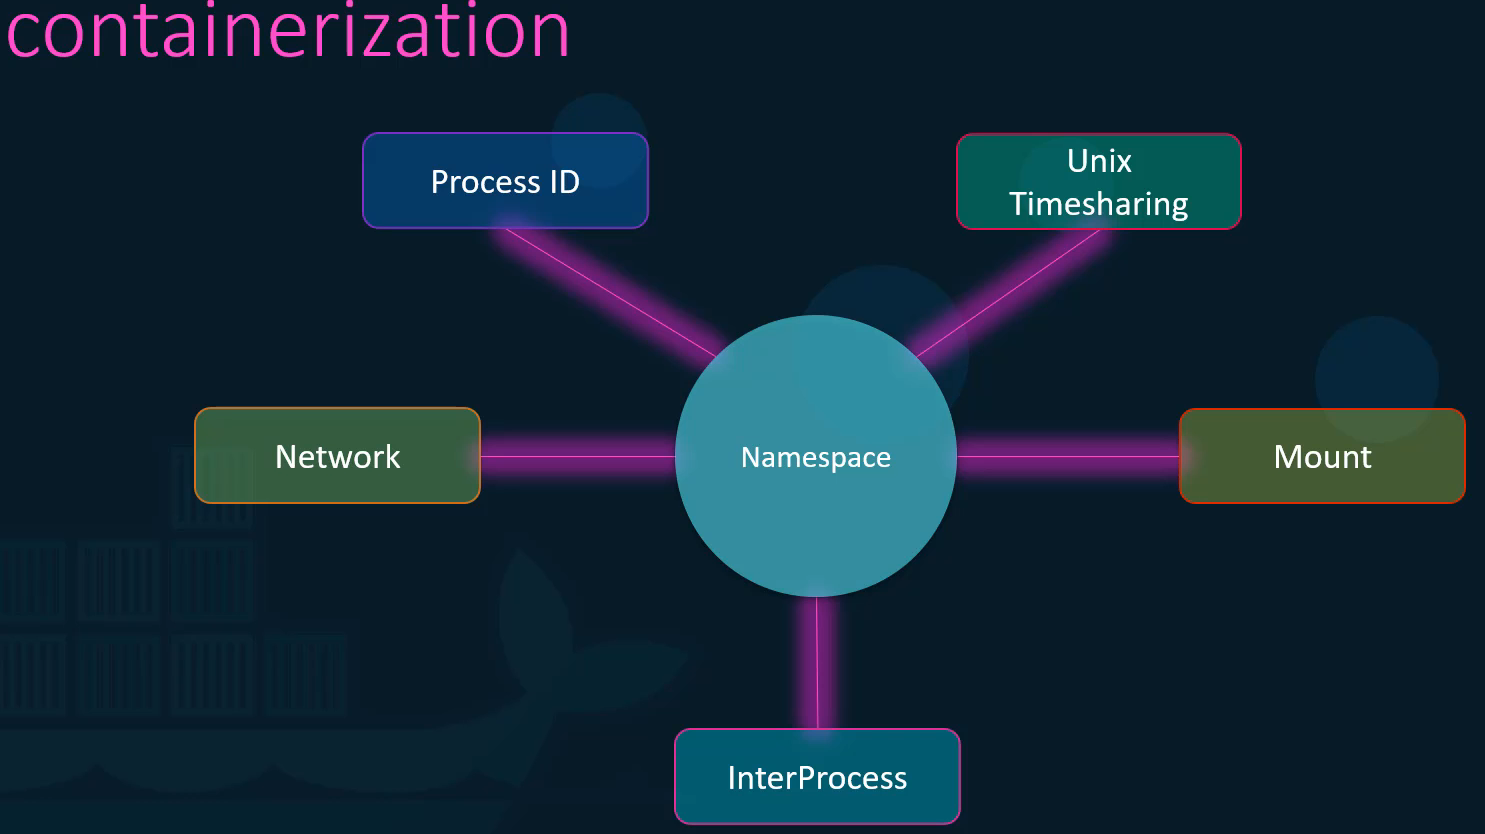 containerization
Process ID
Unix
Timesharing
Network
Namespace
Mount
InterProcess